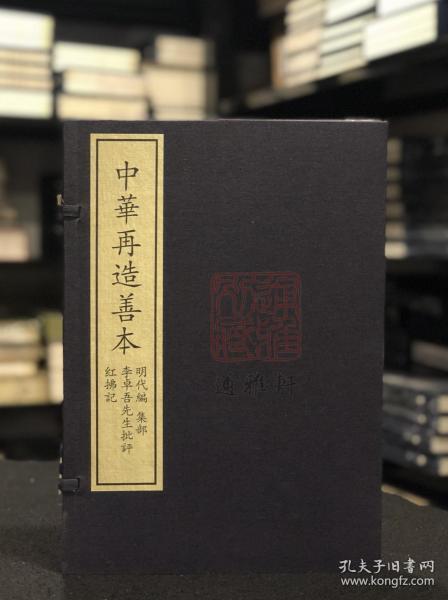 中華再造善本
明代編 集部
李卓吾先生批評
紅拂記
通雅軒
孔夫子旧书网
www.kongfz.com